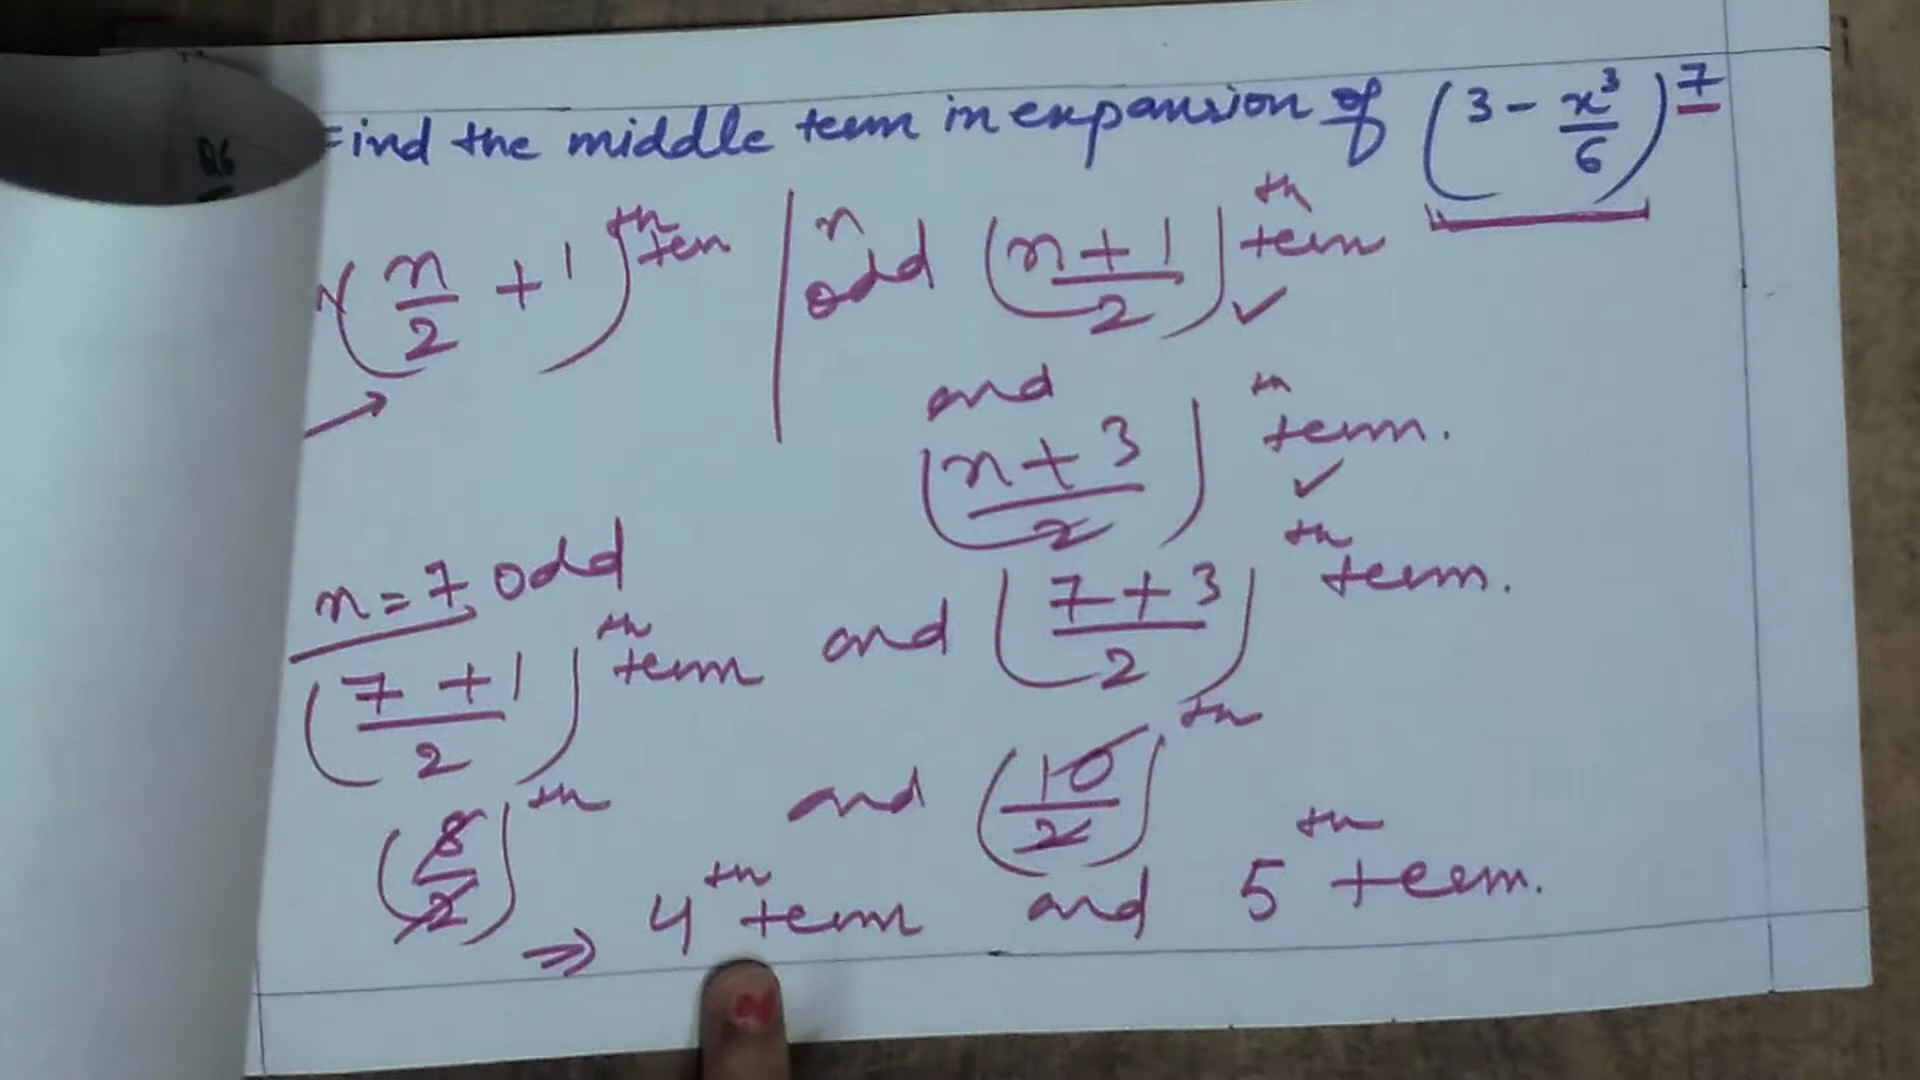 Q6
Find the middle term in expansion of (3 - x³/6)⁷
(n/2 + 1)th
n odd ((n+1)/2)th term ✓
and
((n+3)/2)th term. ✓
n = 7 odd
((7+1)/2)th term and ((7+3)/2)th term.
(8/2)th and (10/2)th
⇒ 4th term and 5th term.